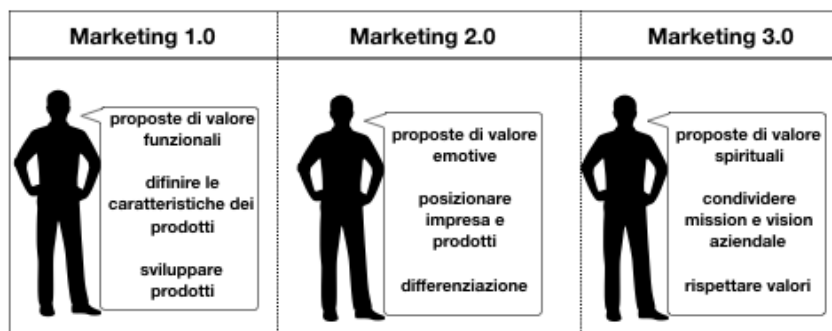 Marketing 1.0
Marketing 2.0
Marketing 3.0
proposte di valore
funzionali
difinire le
caratteristiche dei
prodotti
sviluppare
prodotti
proposte di valore
emotive
posizionare
impresa e
prodotti
differenziazione
proposte di valore
spirituali
condividere
mission e vision
aziendale
rispettare valori